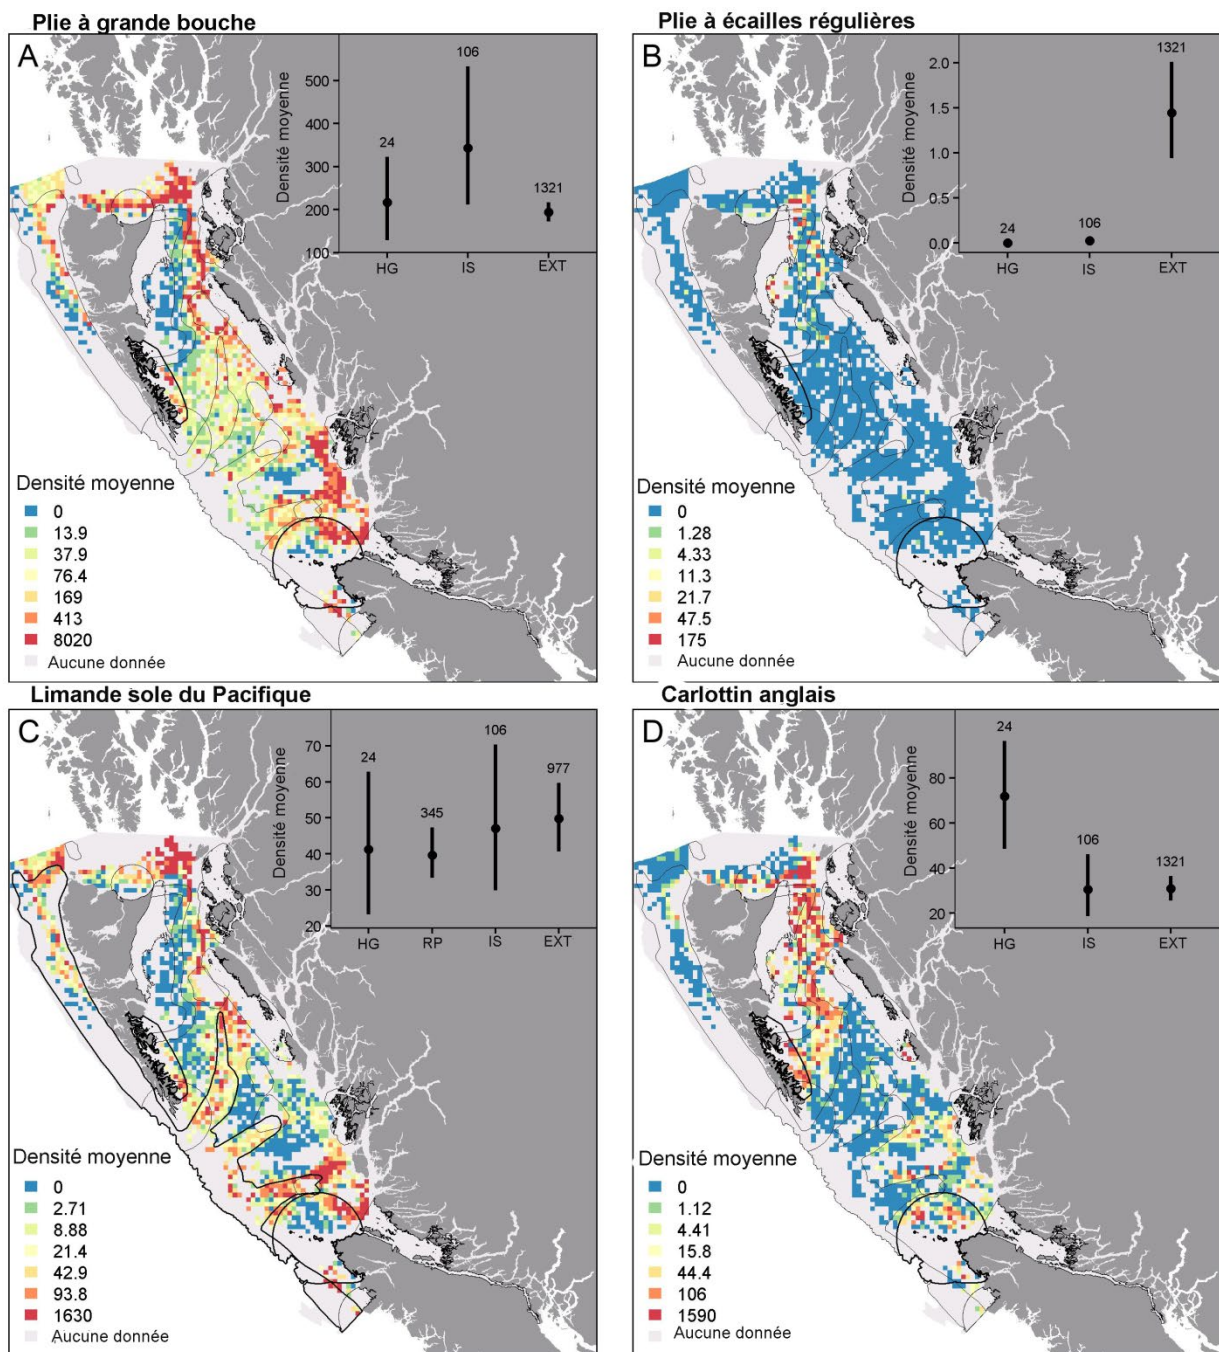 Plie à grande bouche
A
Densité moyenne
500
400
300
200
100
24
106
1321
HG
IS
EXT
Densité moyenne
0
13.9
37.9
76.4
169
413
8020
Aucune donnée
Plie à écailles régulières
B
Densité moyenne
2.0
1.5
1.0
0.5
0.0
24
106
1321
HG
IS
EXT
Densité moyenne
0
1.28
4.33
11.3
21.7
47.5
175
Aucune donnée
Limande sole du Pacifique
C
Densité moyenne
70
60
50
40
30
20
24
345
106
977
HG
RP
IS
EXT
Densité moyenne
0
2.71
8.88
21.4
42.9
93.8
1630
Aucune donnée
Carlottin anglais
D
Densité moyenne
80
60
40
20
24
106
1321
HG
IS
EXT
Densité moyenne
0
1.12
4.41
15.8
44.4
106
1590
Aucune donnée